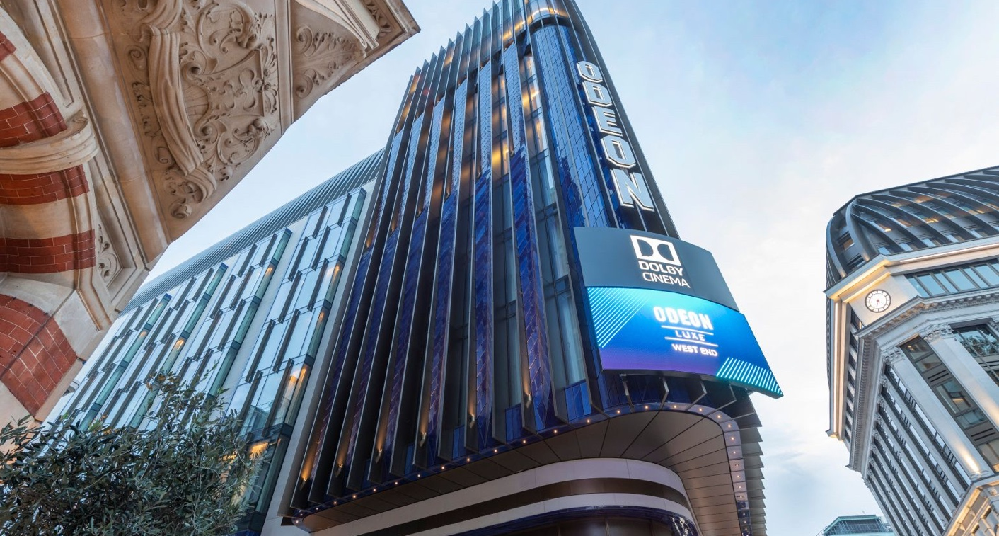 ODEON
DOLBY
CINEMA
ODEON
LUXE
WEST END